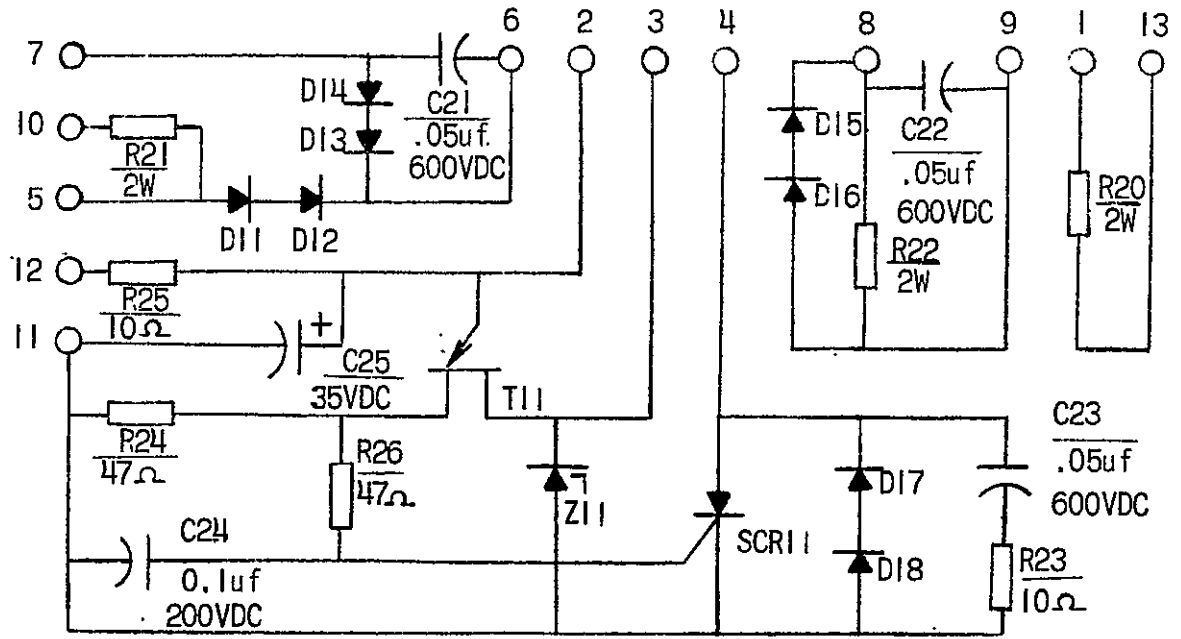 7
6
2
3
4
8
9
1
13
D14
C21
.05uf.
600VDC
D13
10
R21
2W
5
D11
D12
D15
C22
.05uf
600VDC
D16
R22
2W
R20
2W
12
R25
10Ω
11
+
C25
35VDC
T11
R24
47Ω
R26
47Ω
Z11
C24
0.1uf
200VDC
SCR11
D17
D18
C23
.05uf
600VDC
R23
10Ω